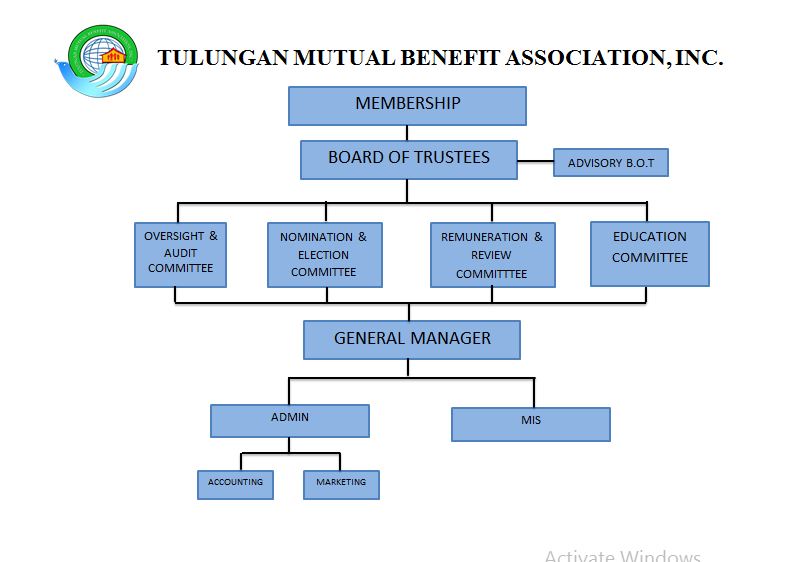 TULUNGAN MUTUAL BENEFIT ASSOCIATION, INC.
MEMBERSHIP
BOARD OF TRUSTEES
ADVISORY B.O.T
OVERSIGHT &
AUDIT
COMMITTEE
NOMINATION &
ELECTION
COMMITTEE
REMUNERATION &
REVIEW
COMMITTTEE
EDUCATION
COMMITTEE
GENERAL MANAGER
ADMIN
MIS
ACCOUNTING
MARKETING
Activate Windows